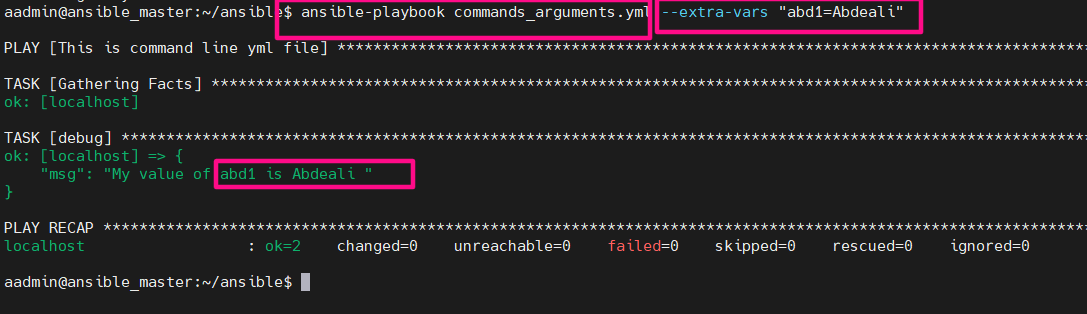 aadmin@ansible_master:~/ansible$ ansible-playbook commands_arguments.yml --extra-vars "abd1=Abdeali"
PLAY [This is command line yml file] ***********************************************************************************
TASK [Gathering Facts] *************************************************************************************************
ok: [localhost]
TASK [debug] ***********************************************************************************************************
ok: [localhost] => {
"msg": "My value of abd1 is Abdeali "
}
PLAY RECAP *************************************************************************************************************
localhost : ok=2 changed=0 unreachable=0 failed=0 skipped=0 rescued=0 ignored=0
aadmin@ansible_master:~/ansible$